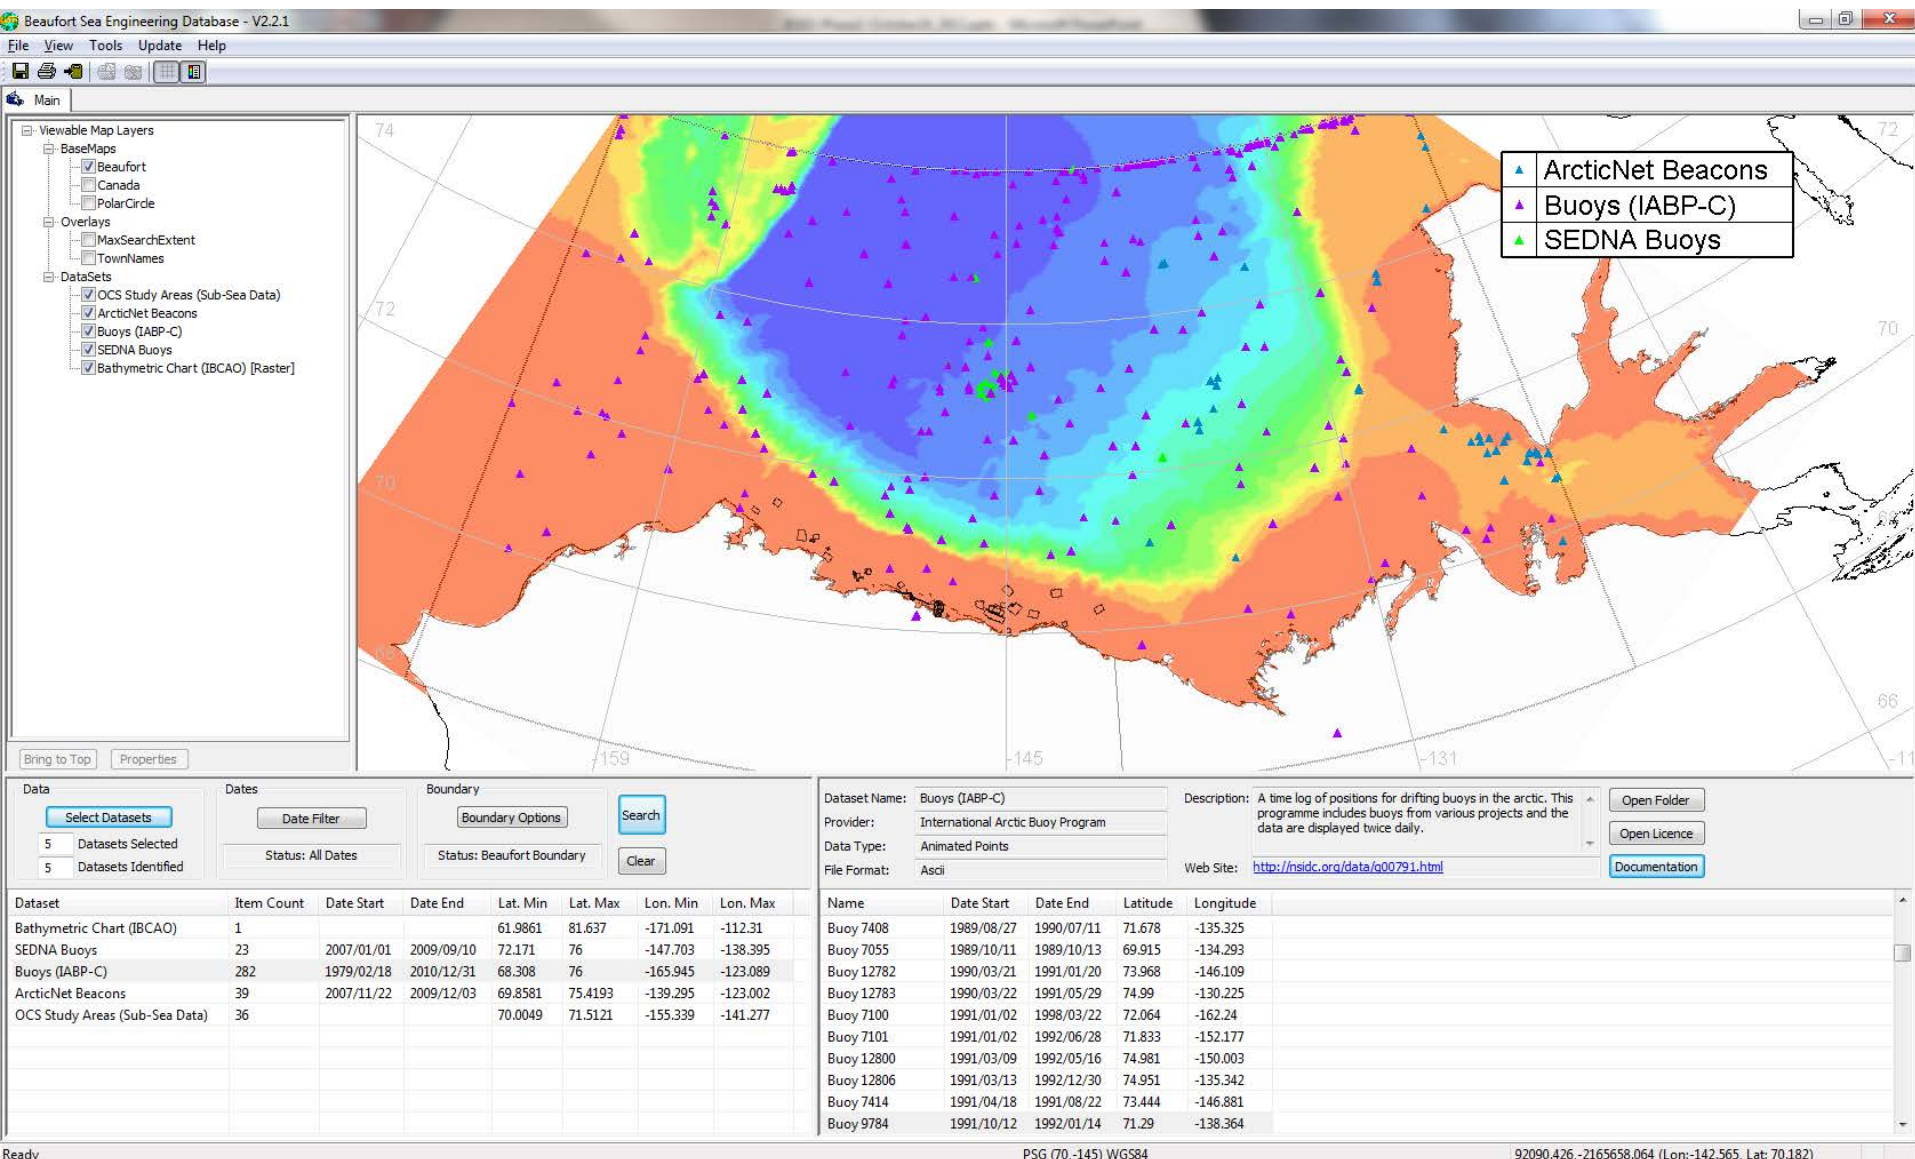 Beaufort Sea Engineering Database - V2.2.1
File View Tools Update Help
Main
Viewable Map Layers
BaseMaps
Beaufort
Canada
PolarCircle
Overlays
MaxSearchExtent
TownNames
DataSets
OCS Study Areas (Sub-Sea Data)
ArcticNet Beacons
Buoys (IABP-C)
SEDNA Buoys
Bathymetric Chart (IBCAO) [Raster]
Bring to Top Properties
74
72
72
70
70
68
66
-159
-145
-131
ArcticNet Beacons
Buoys (IABP-C)
SEDNA Buoys
Data
Select Datasets
5 Datasets Selected
5 Datasets Identified
Dates
Date Filter
Status: All Dates
Boundary
Boundary Options
Status: Beaufort Boundary
Search
Clear
Dataset Name: Buoys (IABP-C)
Provider: International Arctic Buoy Program
Data Type: Animated Points
File Format: Ascii
Description: A time log of positions for drifting buoys in the arctic. This
programme includes buoys from various projects and the
data are displayed twice daily.
Web Site: http://nsidc.org/data/g00791.html
Open Folder
Open Licence
Documentation
Dataset Item Count Date Start Date End Lat. Min Lat. Max Lon. Min Lon. Max
Bathymetric Chart (IBCAO) 1 61.9861 81.637 -171.091 -112.31
SEDNA Buoys 23 2007/01/01 2009/09/10 72.171 76 -147.703 -138.395
Buoys (IABP-C) 282 1979/02/18 2010/12/31 68.308 76 -165.945 -123.089
ArcticNet Beacons 39 2007/11/22 2009/12/03 69.8581 75.4193 -139.295 -123.002
OCS Study Areas (Sub-Sea Data) 36 70.0049 71.5121 -155.339 -141.277
Name Date Start Date End Latitude Longitude
Buoy 7408 1989/08/27 1990/07/11 71.678 -135.325
Buoy 7055 1989/10/11 1989/10/13 69.915 -134.293
Buoy 12782 1990/03/21 1991/01/20 73.968 -146.109
Buoy 12783 1990/03/22 1991/05/29 74.99 -130.225
Buoy 7100 1991/01/02 1998/03/22 72.064 -162.24
Buoy 7101 1991/01/02 1992/06/28 71.833 -152.177
Buoy 12800 1991/03/09 1992/05/16 74.981 -150.003
Buoy 12806 1991/03/13 1992/12/30 74.951 -135.342
Buoy 7414 1991/04/18 1991/08/22 73.444 -146.881
Buoy 9784 1991/10/12 1992/01/14 71.29 -138.364
Ready
PSG (70,-145) WGS84
92090.426,-2165658.064 (Lon:-142.565, Lat: 70.182)